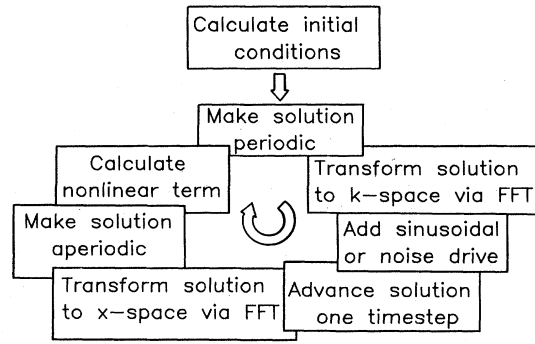 Calculate initial
conditions
Make solution
periodic
Transform solution
to k-space via FFT
Add sinusoidal
or noise drive
Advance solution
one timestep
Transform solution
to x-space via FFT
Make solution
aperiodic
Calculate
nonlinear term